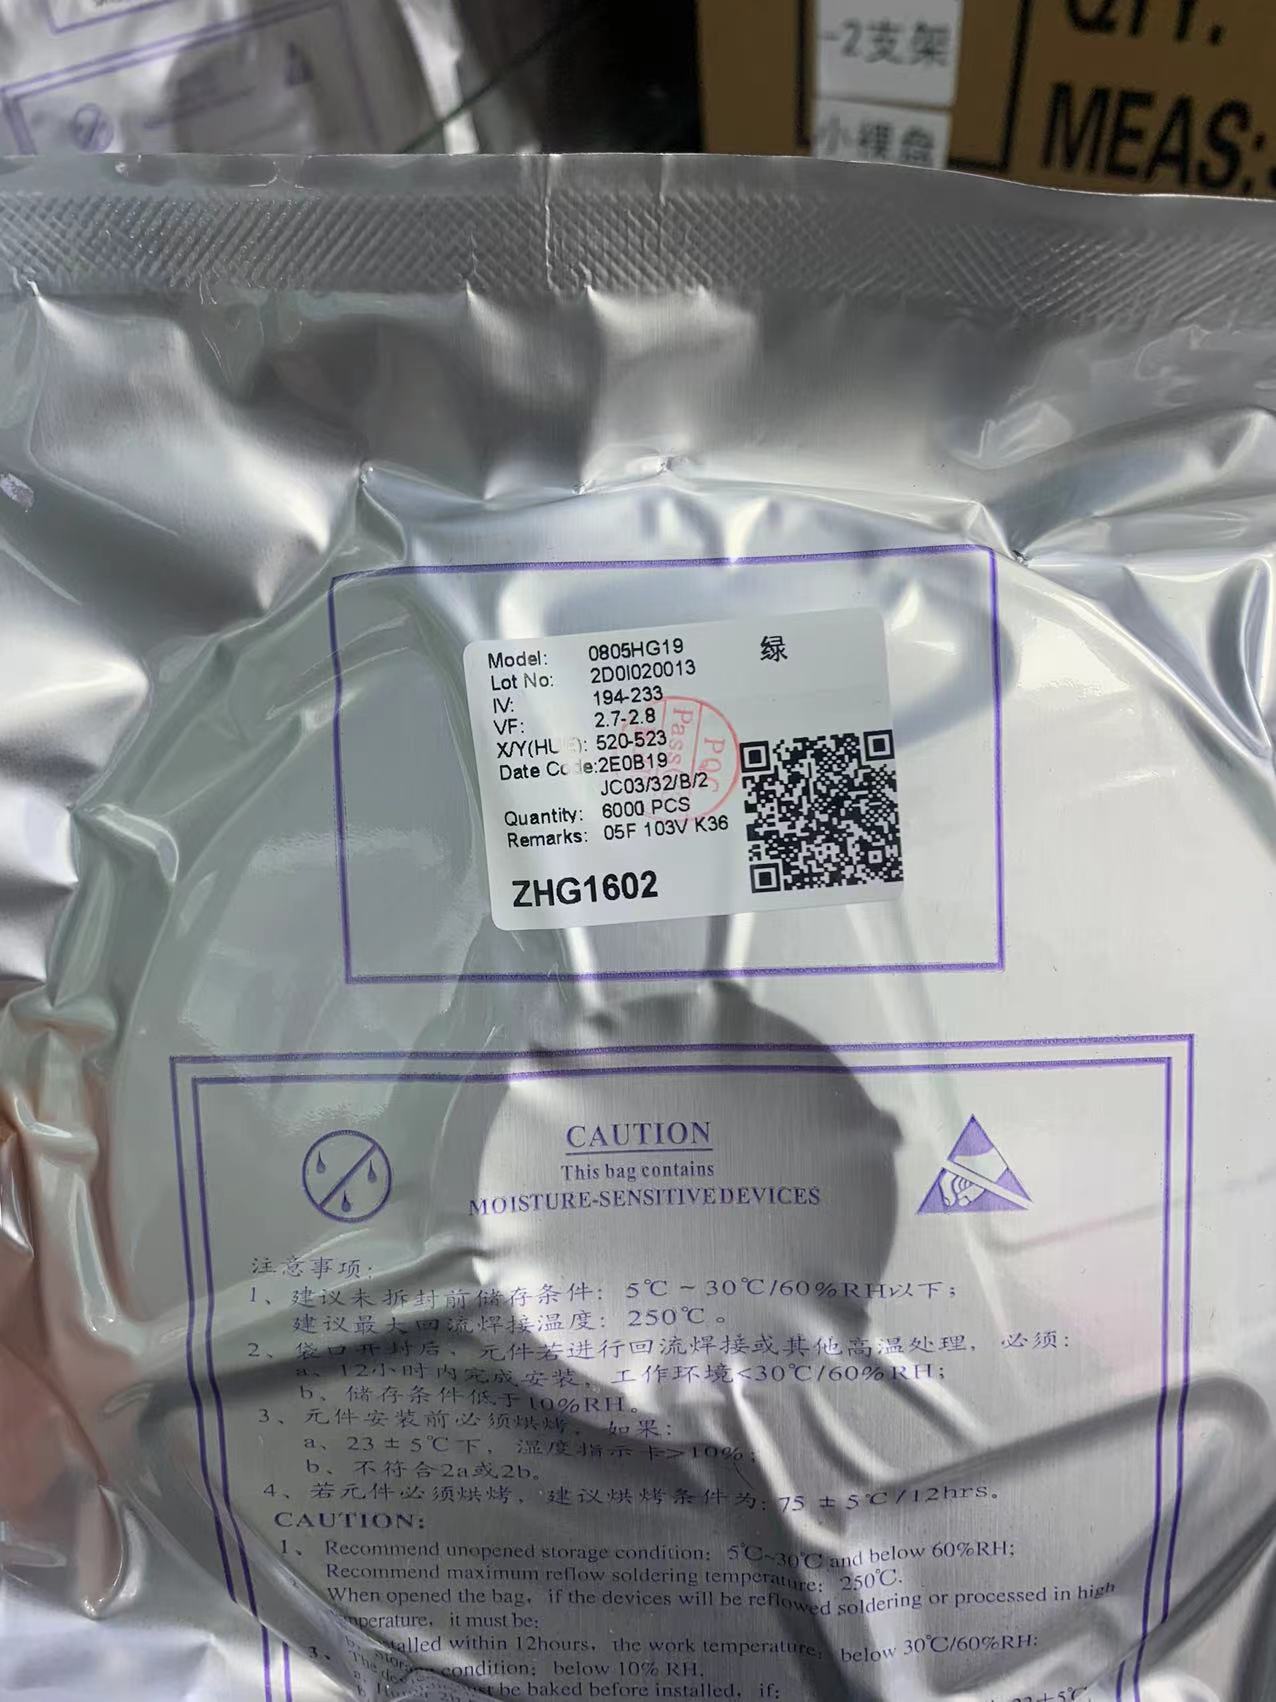 -2支架
小裸盘
QTY.
MEAS:
Model: 0805HG19 绿
Lot No: 2D0I020013
IV: 194-233
VF: 2.7-2.8
X/Y(HU): 520-523
Date Code:2E0B19
JC03/32/B/2
Quantity: 6000 PCS
Remarks: 05F 103V K36
PQC
Pass
ZHG1602
CAUTION
This bag contains
MOISTURE-SENSITIVE DEVICES
注意事项:
1、建议未拆封前储存条件: 5℃~30℃/60%RH以下;
建议最大回流焊接温度: 250℃。
2、袋口开封后、元件若进行回流焊接或其他高温处理, 必须:
a、12小时内完成安装, 工作环境<30℃/60%RH;
b、储存条件低于10%RH。
3、元件安装前必须烘烤, 如果:
a、23±5℃下, 湿度指示卡>10%;
b、不符合2a或2b。
4、若元件必须烘烤, 建议烘烤条件为: 75±5℃/12hrs。
CAUTION:
1、Recommend unopened storage condition: 5℃~30℃ and below 60%RH;
Recommend maximum reflow soldering temperature: 250℃.
When opened the bag, if the devices will be reflowed soldering or processed in high
it must be:
within 12hours, the work temperature, below 30℃/60%RH:
condition: below 10% RH.
3、The
be baked before installed, if: